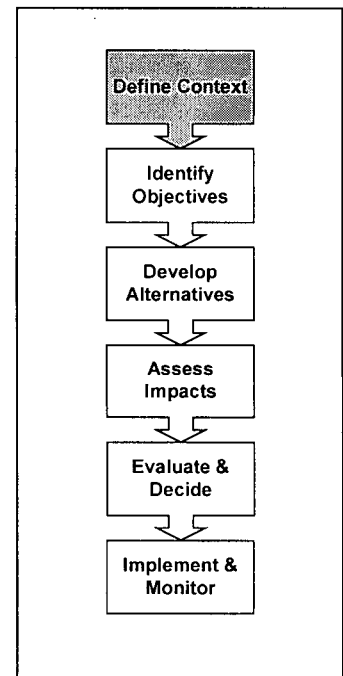 Define Context
Identify
Objectives
Develop
Alternatives
Assess
Impacts
Evaluate &
Decide
Implement &
Monitor